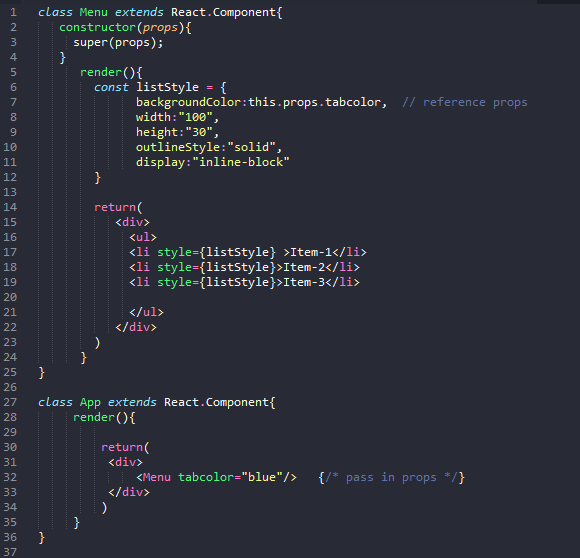 1 class Menu extends React.Component{
2 constructor(props){
3 super(props);
4 }
5 render(){
6 const listStyle = {
7 backgroundColor:this.props.tabcolor, // reference props
8 width:"100",
9 height:"30",
10 outlineStyle:"solid",
11 display:"inline-block"
12 }
13
14 return(
15 <div>
16 <ul>
17 <li style={listStyle} >Item-1</li>
18 <li style={listStyle}>Item-2</li>
19 <li style={listStyle}>Item-3</li>
20
21 </ul>
22 </div>
23 )
24 }
25 }
26
27 class App extends React.Component{
28 render(){
29
30 return(
31 <div>
32 <Menu tabcolor="blue"/> {/* pass in props */}
33 </div>
34 )
35 }
36 }
37